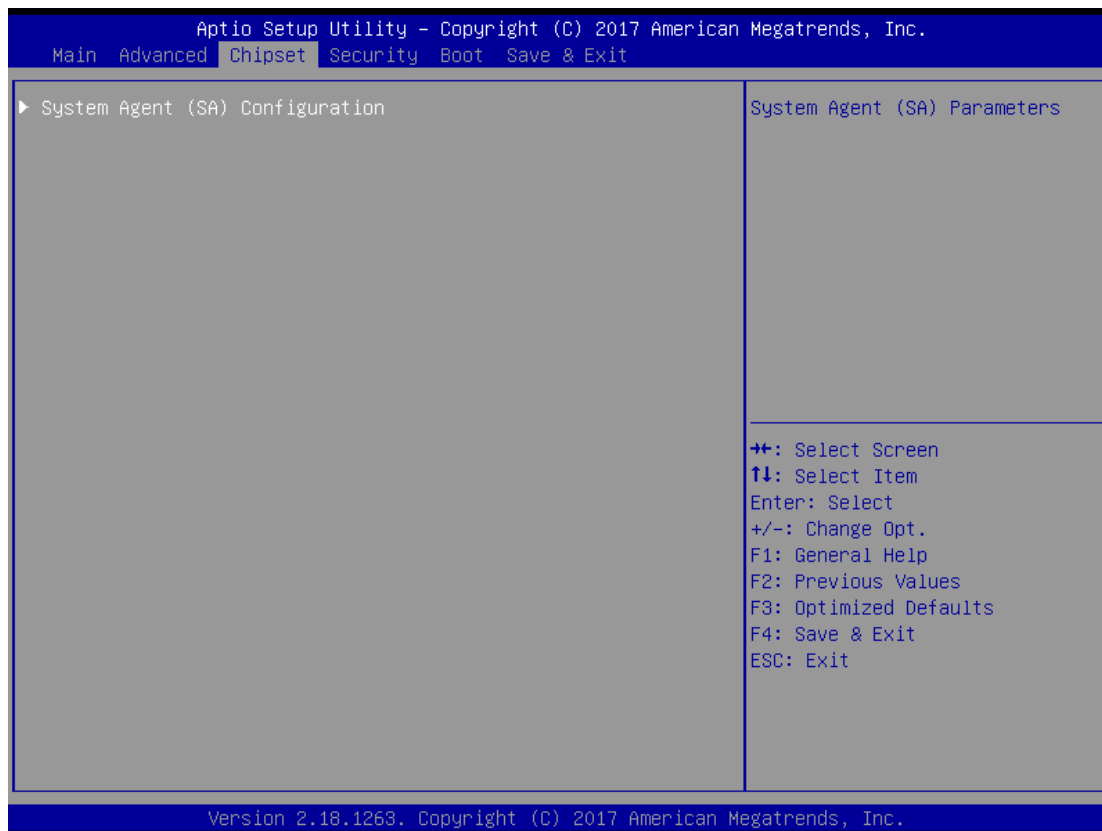 Aptio Setup Utility – Copyright (C) 2017 American Megatrends, Inc.
Main Advanced Chipset Security Boot Save & Exit
▶ System Agent (SA) Configuration
System Agent (SA) Parameters
→←: Select Screen
↑↓: Select Item
Enter: Select
+/-: Change Opt.
F1: General Help
F2: Previous Values
F3: Optimized Defaults
F4: Save & Exit
ESC: Exit
Version 2.18.1263. Copyright (C) 2017 American Megatrends, Inc.